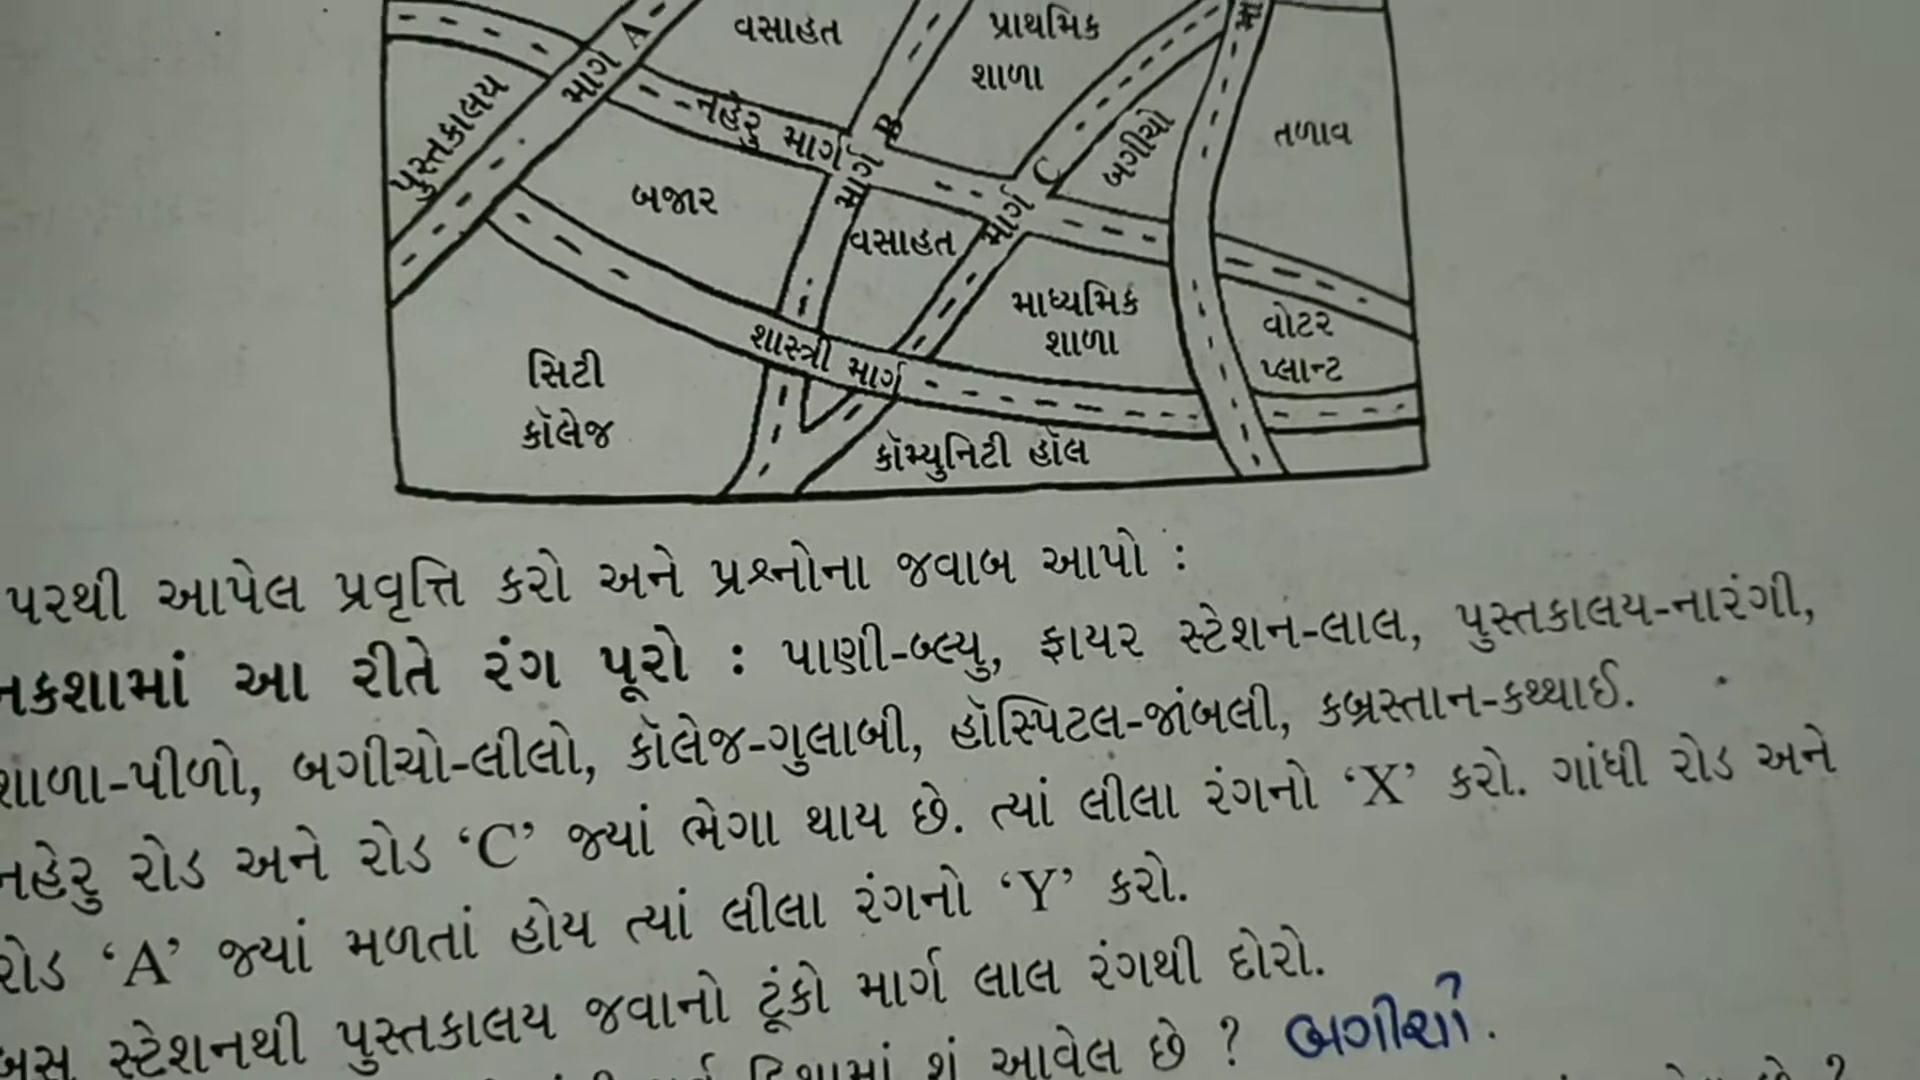 વસાહત
પ્રાથમિક
શાળા
માર્ગ A
પુસ્તકાલય
નહેરુ માર્ગ
માર્ગ B
માર્ગ C
બગીચો
તળાવ
બજાર
વસાહત
માધ્યમિક
શાળા
વોટર
પ્લાન્ટ
શાસ્ત્રી માર્ગ
સિટી
કૉલેજ
કૉમ્યુનિટી હૉલ
પરથી આપેલ પ્રવૃત્તિ કરો અને પ્રશ્નોના જવાબ આપો :
નકશામાં આ રીતે રંગ પૂરો : પાણી-બ્લ્યુ, ફાયર સ્ટેશન-લાલ, પુસ્તકાલય-નારંગી,
શાળા-પીળો, બગીચો-લીલો, કૉલેજ-ગુલાબી, હૉસ્પિટલ-જાંબલી, કબ્રસ્તાન-કથ્થાઈ.
નહેરુ રોડ અને રોડ ‘C’ જ્યાં ભેગા થાય છે. ત્યાં લીલા રંગનો ‘X’ કરો. ગાંધી રોડ અને
રોડ ‘A’ જ્યાં મળતાં હોય ત્યાં લીલા રંગનો ‘Y’ કરો.
બસ સ્ટેશનથી પુસ્તકાલય જવાનો ટૂંકો માર્ગ લાલ રંગથી દોરો.
દિશામાં શું આવેલ છે ? બગીચો.